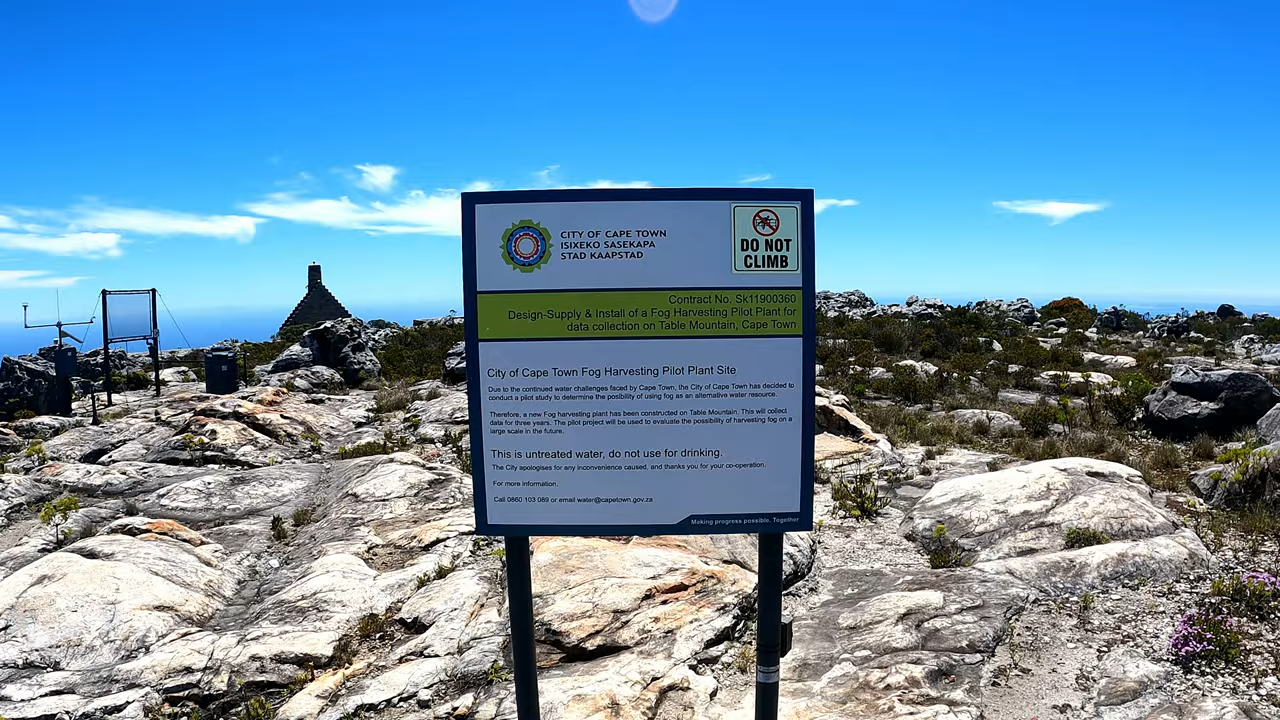 CITY OF CAPE TOWN
ISIXEKO SASEKAPA
STAD KAAPSTAD
DO NOT
CLIMB
Contract No. Sk11900360
Design-Supply & Install of a Fog Harvesting Pilot Plant for
data collection on Table Mountain, Cape Town
City of Cape Town Fog Harvesting Pilot Plant Site
Due to the continued water challenges faced by Cape Town, the City of Cape Town has decided to
conduct a pilot study to determine the possibility of using fog as an alternative water resource.
Therefore, a new Fog harvesting plant has been constructed on Table Mountain. This will collect
data for three years. The pilot project will be used to evaluate the possibility of harvesting fog on a
large scale in the future.
This is untreated water, do not use for drinking.
The City apologises for any inconvenience caused, and thanks you for your co-operation.
For more information.
Call 0860 103 089 or email water@capetown.gov.za
Making progress possible. Together